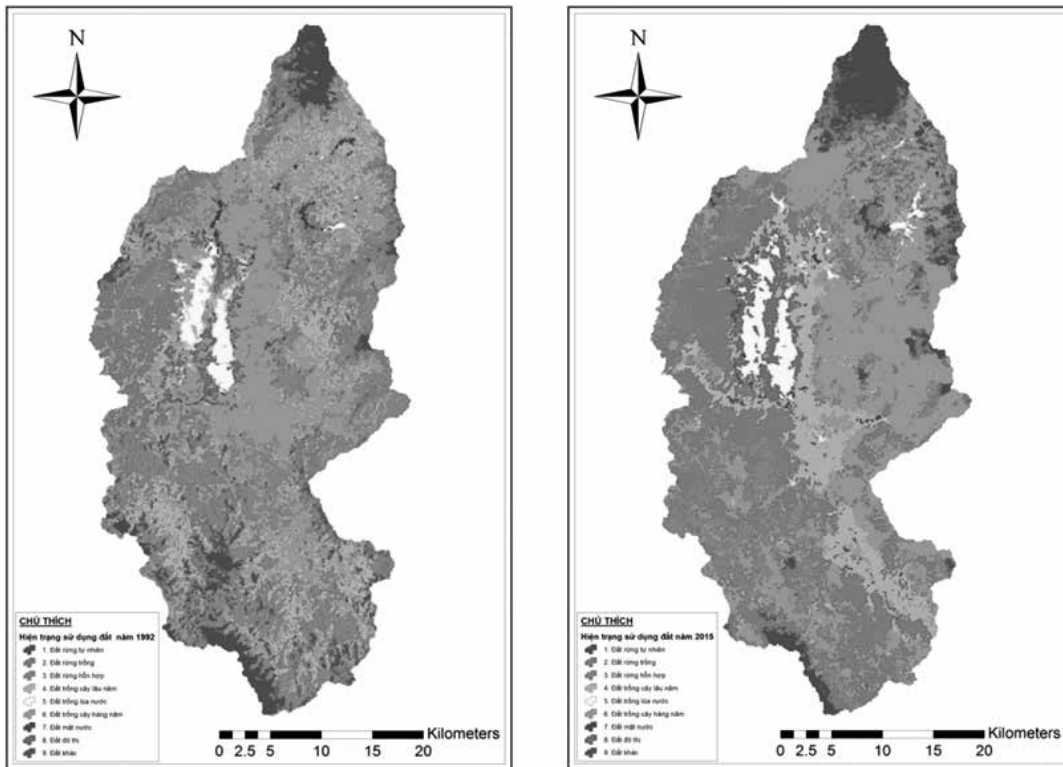 N
CHÚ THÍCH
Hiện trạng sử dụng đất năm 1992
1. Đất rừng tự nhiên
2. Đất rừng trồng
3. Đất rừng hỗn hợp
4. Đất trồng cây lâu năm
5. Đất trồng lúa nước
6. Đất trồng cây hàng năm
7. Đất mặt nước
8. Đất đô thị
9. Đất khác
Kilometers
0 2.5 5 10 15 20
N
CHÚ THÍCH
Hiện trạng sử dụng đất năm 2015
1. Đất rừng tự nhiên
2. Đất rừng trồng
3. Đất rừng hỗn hợp
4. Đất trồng cây lâu năm
5. Đất trồng lúa nước
6. Đất trồng cây hàng năm
7. Đất mặt nước
8. Đất đô thị
9. Đất khác
Kilometers
0 2.5 5 10 15 20